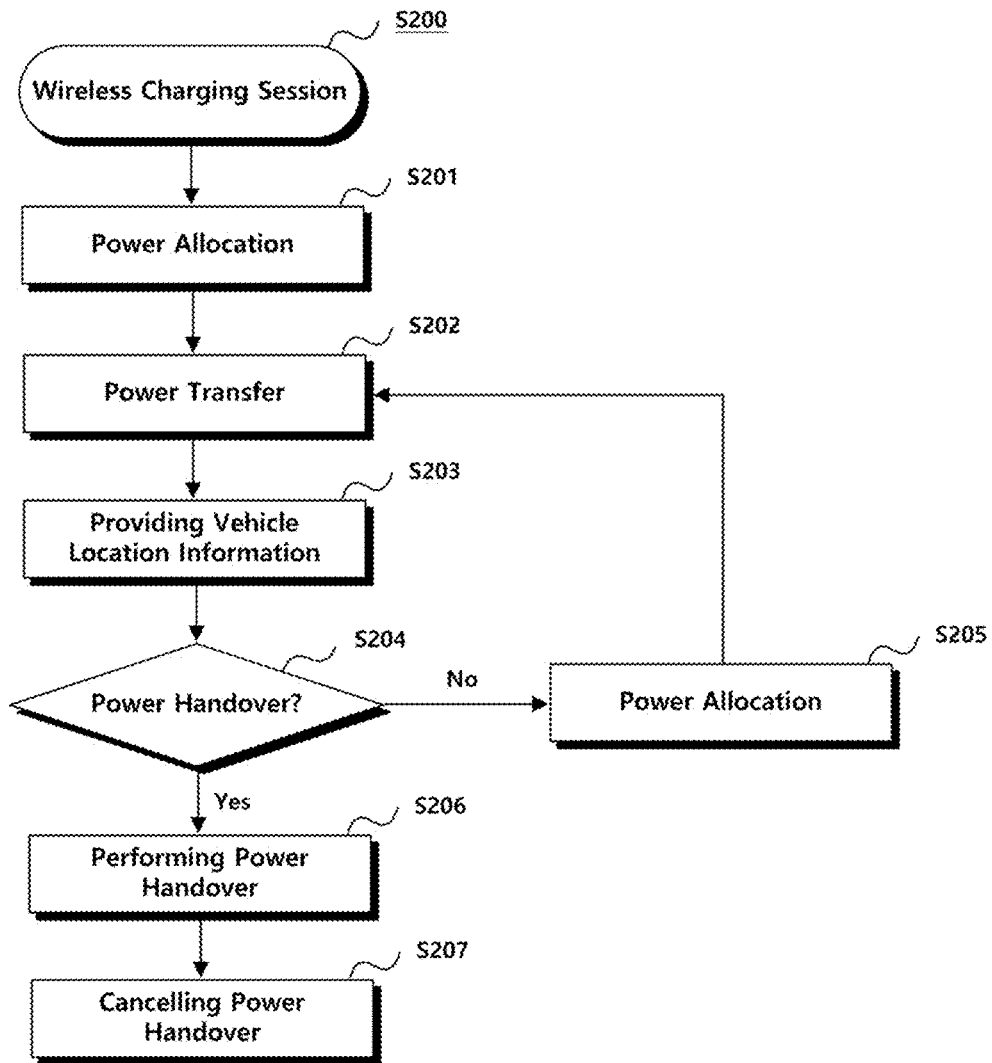 S200
Wireless Charging Session
S201
Power Allocation
S202
Power Transfer
S203
Providing Vehicle
Location Information
S204
Power Handover?
No
S205
Power Allocation
Yes
S206
Performing Power
Handover
S207
Cancelling Power
Handover